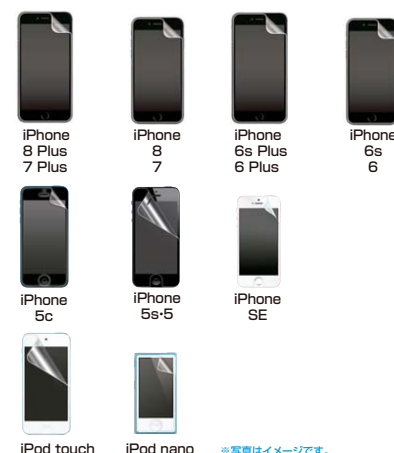 iPhone
8 Plus
7 Plus
iPhone
8
7
iPhone
6s Plus
6 Plus
iPhone
6s
6
iPhone
5c
iPhone
5s･5
iPhone
SE
iPod touch
iPod nano
※写真はイメージです。